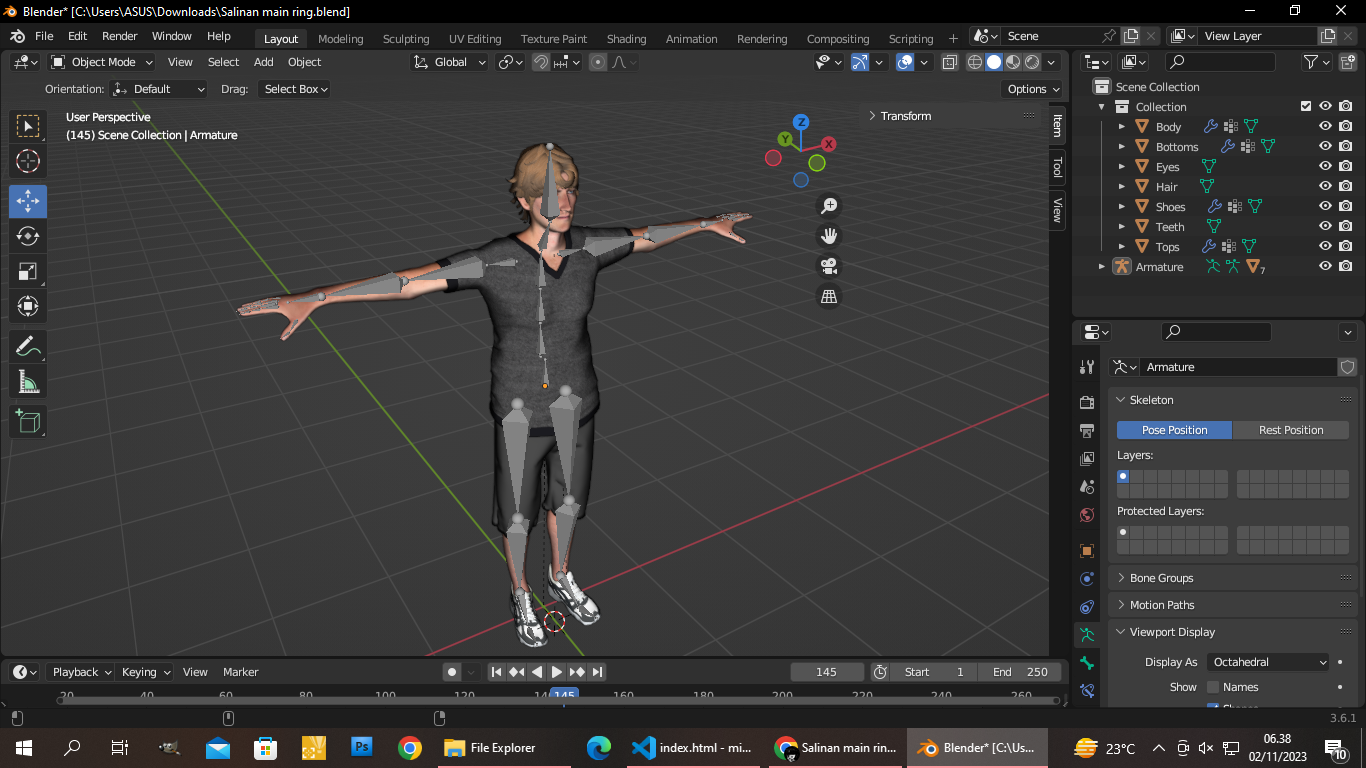 Blender* [C:\Users\ASUS\Downloads\Salinan main ring.blend]
File Edit Render Window Help
Layout Modeling Sculpting UV Editing Texture Paint Shading Animation Rendering Compositing Scripting
Scene
View Layer
Object Mode View Select Add Object
Global
Orientation: Default Drag: Select Box
Options
User Perspective
(145) Scene Collection | Armature
Transform
Item
Tool
View
Z
Y
X
Scene Collection
Collection
Body
Bottoms
Eyes
Hair
Shoes
Teeth
Tops
Armature 7
Armature
Skeleton
Pose Position Rest Position
Layers:
Protected Layers:
Bone Groups
Motion Paths
Viewport Display
Display As Octahedral
Show Names
Playback Keying View Marker
145 Start 1 End 250
20 40 60 80 100 120 145 160 180 200 220 240 260
3.6.1
Ps
File Explorer
index.html - mi...
Salinan main rin...
Blender* [C:\Us...
23°C
06.38
02/11/2023
10